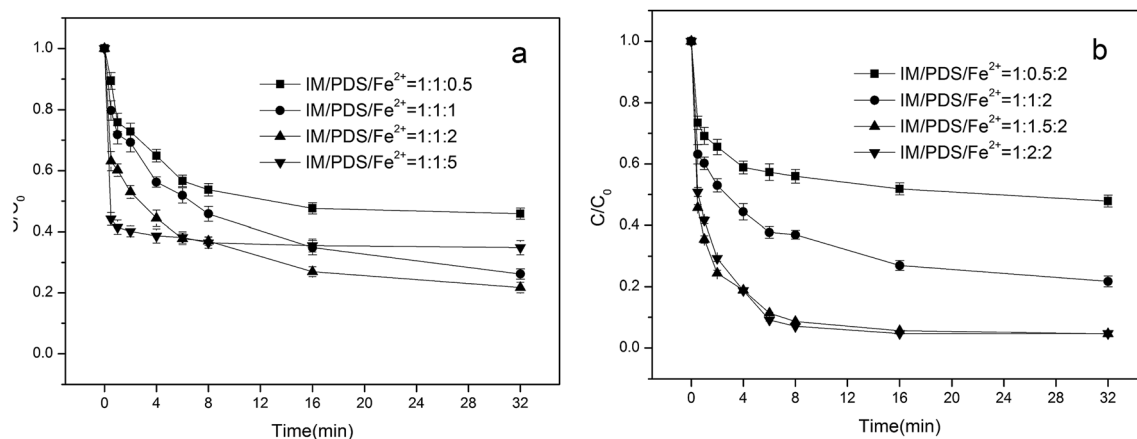 a
IM/PDS/Fe²⁺=1:1:0.5
IM/PDS/Fe²⁺=1:1:1
IM/PDS/Fe²⁺=1:1:2
IM/PDS/Fe²⁺=1:1:5
C/C₀
1.0
0.8
0.6
0.4
0.2
0.0
0 4 8 12 16 20 24 28 32
Time(min)
b
IM/PDS/Fe²⁺=1:0.5:2
IM/PDS/Fe²⁺=1:1:2
IM/PDS/Fe²⁺=1:1.5:2
IM/PDS/Fe²⁺=1:2:2
C/C₀
1.0
0.8
0.6
0.4
0.2
0.0
0 4 8 12 16 20 24 28 32
Time(min)